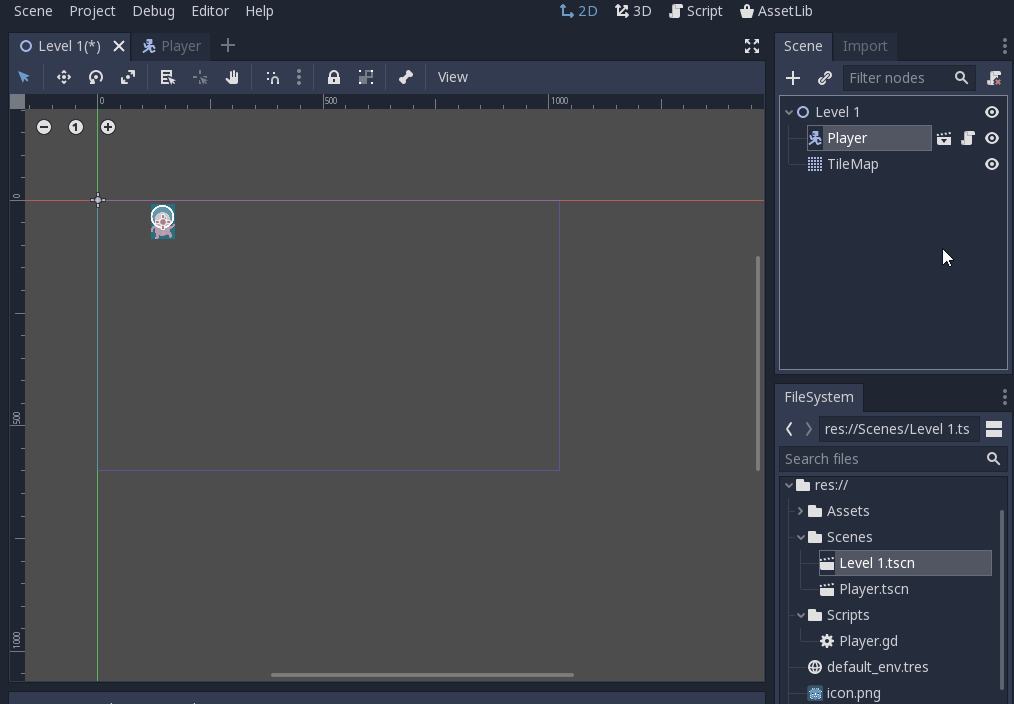 Scene Project Debug Editor Help 2D 3D Script AssetLib
Level 1(*) Player
Scene Import
View
Filter nodes
0 500 1000
1
Level 1
Player
TileMap
0
500
1000
FileSystem
res://Scenes/Level 1.ts
Search files
res://
Assets
Scenes
Level 1.tscn
Player.tscn
Scripts
Player.gd
default_env.tres
icon.png